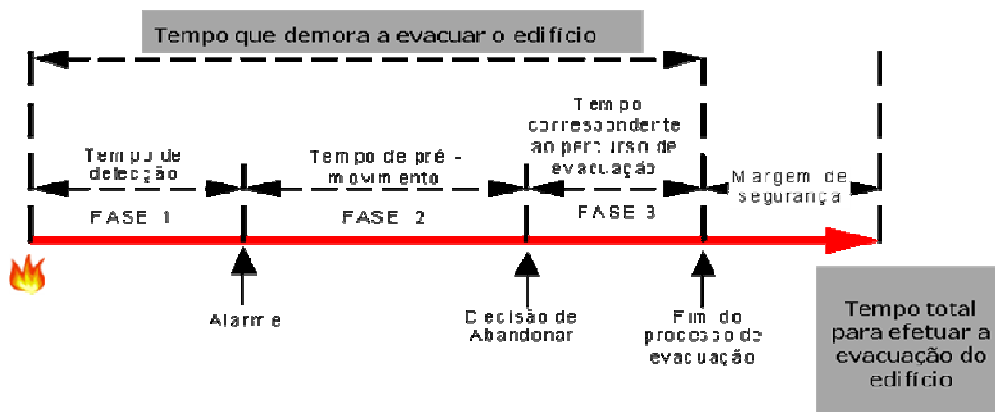 Tempo que demora a evacuar o edifício
Tempo
correspondente
ao percurso de
evacuação
Tempo de
detecção
Tempo de pré -
movimento
Margem de
segurança
FASE 1
FASE 2
FASE 3
Alarme
Decisão de
Abandonar
Fim do
processo de
evacuação
Tempo total
para efetuar a
evacuação do
edifício